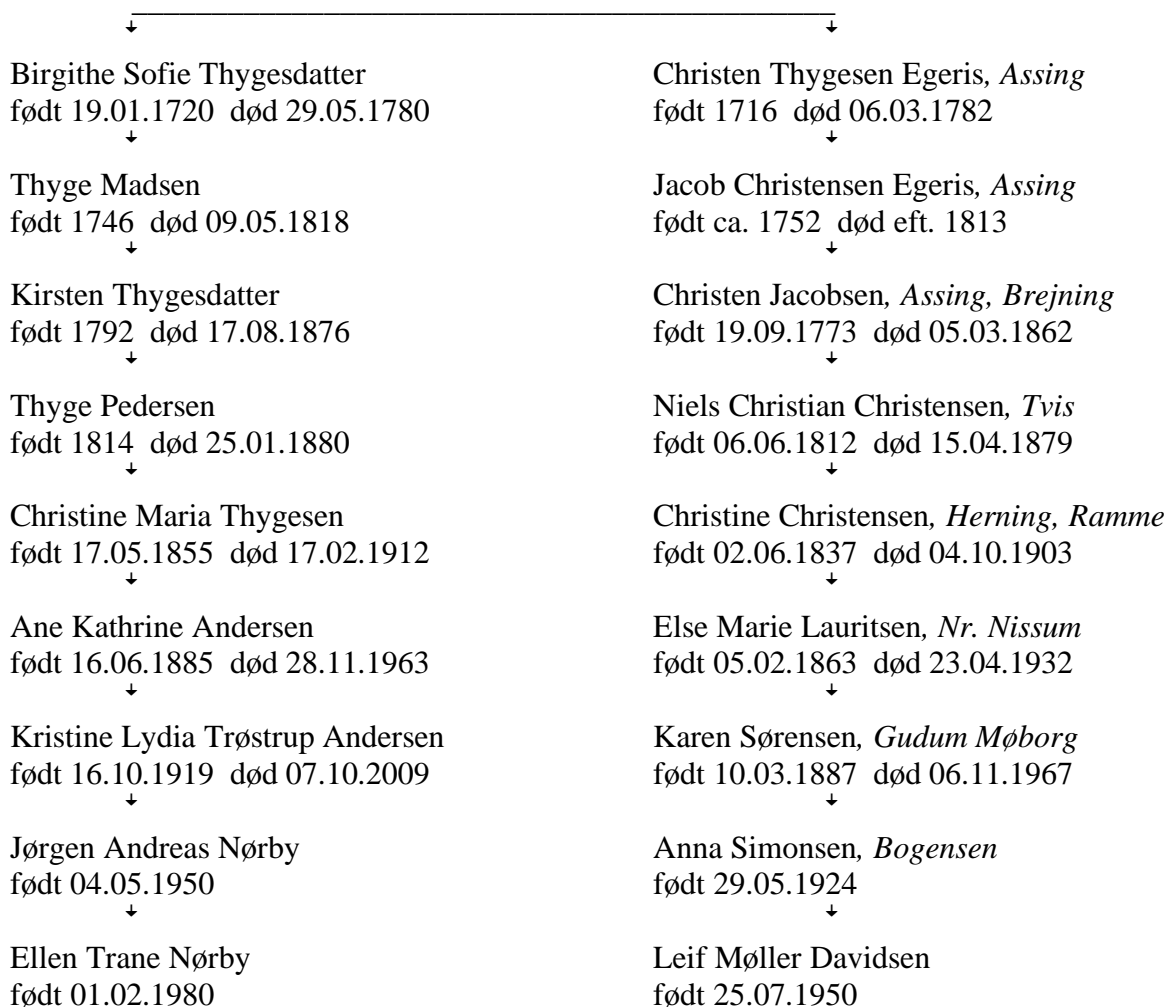 Birgithe Sofie Thygesdatter
født 19.01.1720 død 29.05.1780
Thyge Madsen
født 1746 død 09.05.1818
Kirsten Thygesdatter
født 1792 død 17.08.1876
Thyge Pedersen
født 1814 død 25.01.1880
Christine Maria Thygesen
født 17.05.1855 død 17.02.1912
Ane Kathrine Andersen
født 16.06.1885 død 28.11.1963
Kristine Lydia Trøstrup Andersen
født 16.10.1919 død 07.10.2009
Jørgen Andreas Nørby
født 04.05.1950
Ellen Trane Nørby
født 01.02.1980
Christen Thygesen Egeris, Assing
født 1716 død 06.03.1782
Jacob Christensen Egeris, Assing
født ca. 1752 død eft. 1813
Christen Jacobsen, Assing, Brejning
født 19.09.1773 død 05.03.1862
Niels Christian Christensen, Tvis
født 06.06.1812 død 15.04.1879
Christine Christensen, Herning, Ramme
født 02.06.1837 død 04.10.1903
Else Marie Lauritsen, Nr. Nissum
født 05.02.1863 død 23.04.1932
Karen Sørensen, Gudum Møborg
født 10.03.1887 død 06.11.1967
Anna Simonsen, Bogensen
født 29.05.1924
Leif Møller Davidsen
født 25.07.1950